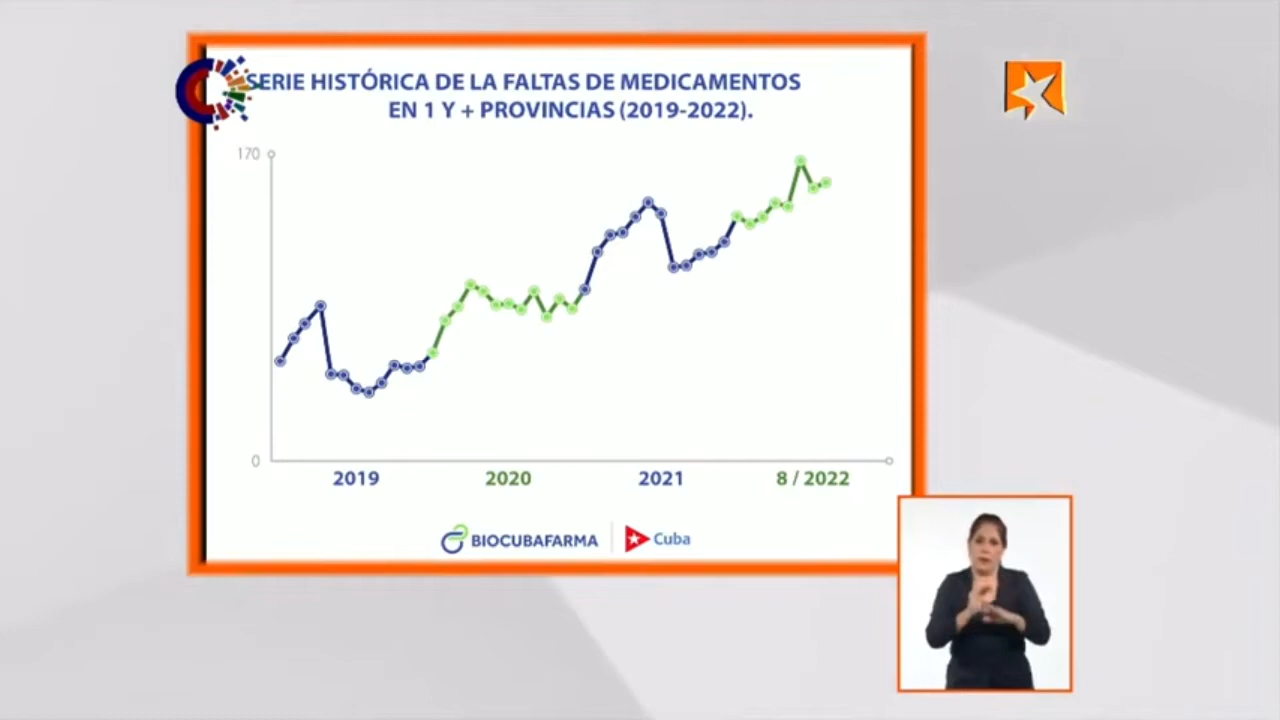 SERIE HISTÓRICA DE LA FALTAS DE MEDICAMENTOS
EN 1 Y + PROVINCIAS (2019-2022).
170
0
2019
2020
2021
8 / 2022
BIOCUBAFARMA
Cuba